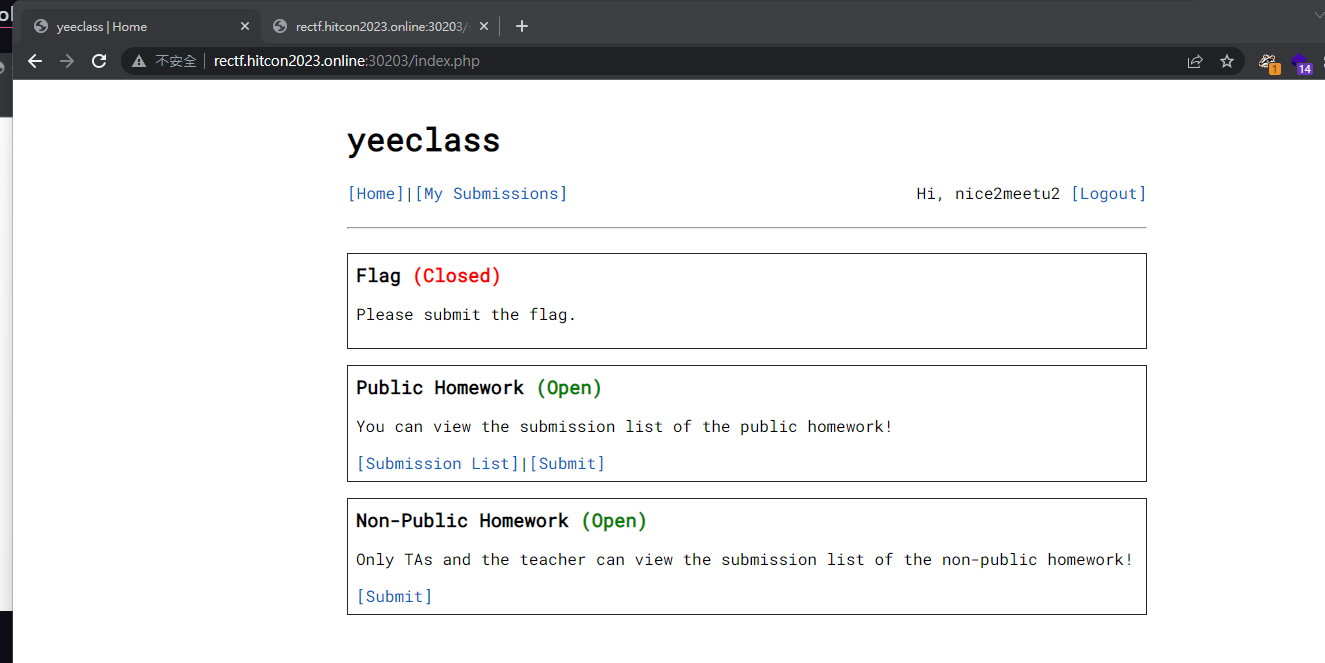 yeeclass | Home
rectf.hitcon2023.online:30203/
不安全 | rectf.hitcon2023.online:30203/index.php
1
14
yeeclass
[Home]|[My Submissions]
Hi, nice2meetu2 [Logout]
Flag (Closed)
Please submit the flag.
Public Homework (Open)
You can view the submission list of the public homework!
[Submission List]|[Submit]
Non-Public Homework (Open)
Only TAs and the teacher can view the submission list of the non-public homework!
[Submit]